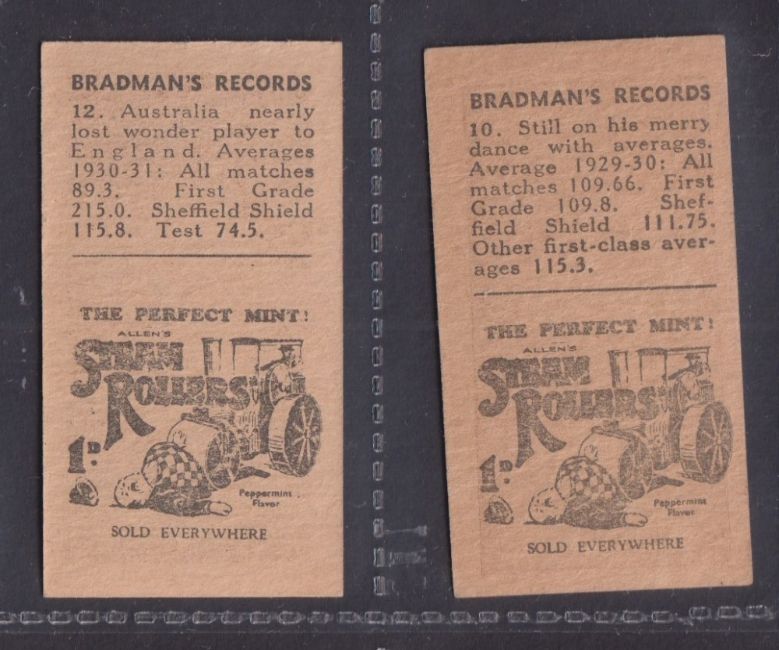 BRADMAN'S RECORDS
12. Australia nearly
lost wonder player to
England. Averages
1930-31: All matches
89.3. First Grade
215.0. Sheffield Shield
115.8. Test 74.5.
THE PERFECT MINT!
ALLEN'S
STEAM
ROLLERS
1D.
Peppermint
Flavor
SOLD EVERYWHERE
BRADMAN'S RECORDS
10. Still on his merry
dance with averages.
Average 1929-30: All
matches 109.66. First
Grade 109.8. Shef-
field Shield 111.75.
Other first-class aver-
ages 115.3.
THE PERFECT MINT!
ALLEN'S
STEAM
ROLLERS
1D.
Peppermint
Flavor
SOLD EVERYWHERE